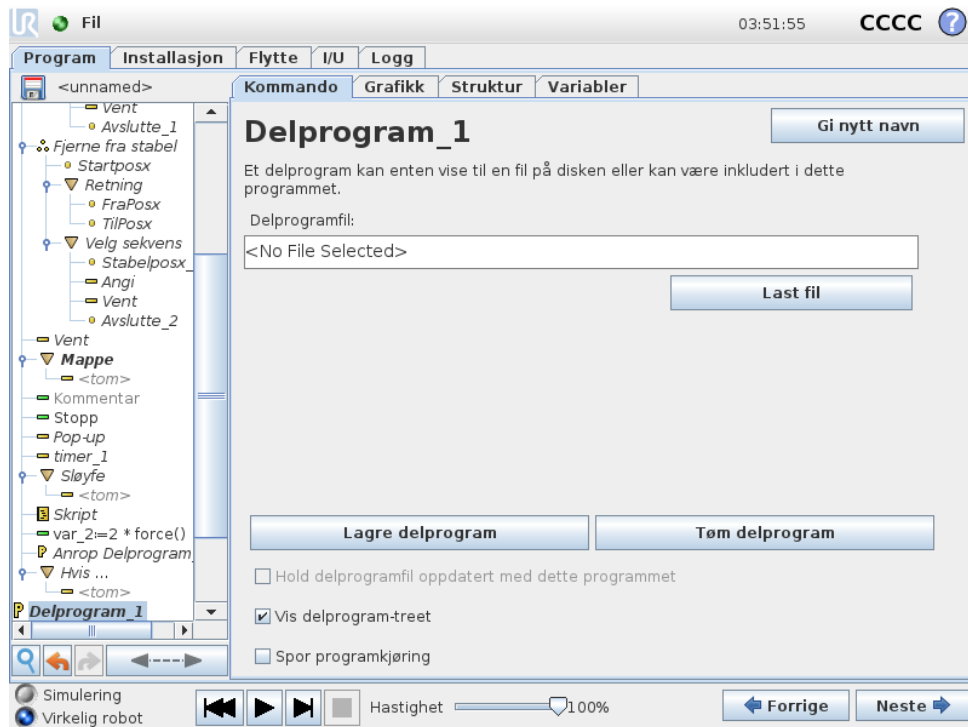 UR Fil 03:51:55 CCCC ?
Program Installasjon Flytte I/U Logg
<unnamed>
Kommando Grafikk Struktur Variabler
Vent
Avslutte_1
Fjerne fra stabel
Startposx
Retning
FraPosx
TilPosx
Velg sekvens
Stabelposx_
Angi
Vent
Avslutte_2
Vent
Mappe
<tom>
Kommentar
Stopp
Pop-up
timer_1
Sløyfe
<tom>
Skript
var_2:=2 * force()
Anrop Delprogram_
Hvis ...
<tom>
Delprogram_1
Delprogram_1
Gi nytt navn
Et delprogram kan enten vise til en fil på disken eller kan være inkludert i dette
programmet.
Delprogramfil:
<No File Selected>
Last fil
Lagre delprogram Tøm delprogram
Hold delprogramfil oppdatert med dette programmet
Vis delprogram-treet
Spor programkjøring
Simulering
Virkelig robot
Hastighet 100%
Forrige Neste